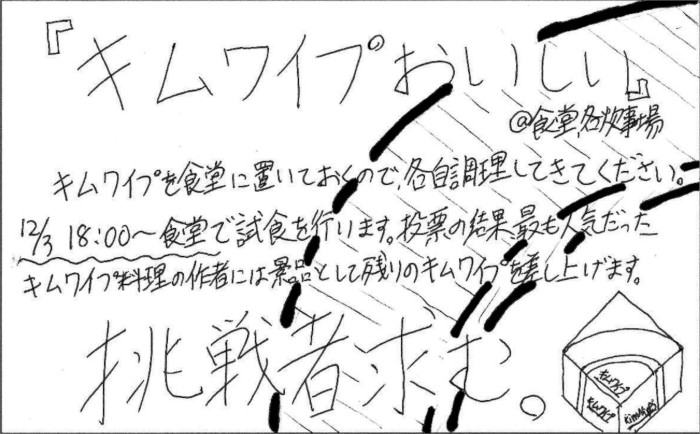 『キムワイプおいしい』
@食堂,各炊事場
キムワイプを食堂に置いておくので、各自調理してきてください。
12/3 18:00～食堂で試食を行います。投票の結果、最も人気だった
キムワイプ料理の作者には景品として残りのキムワイプを差し上げます。
挑戦者求む。
キムワイプ
キムワイプ
kimwipes